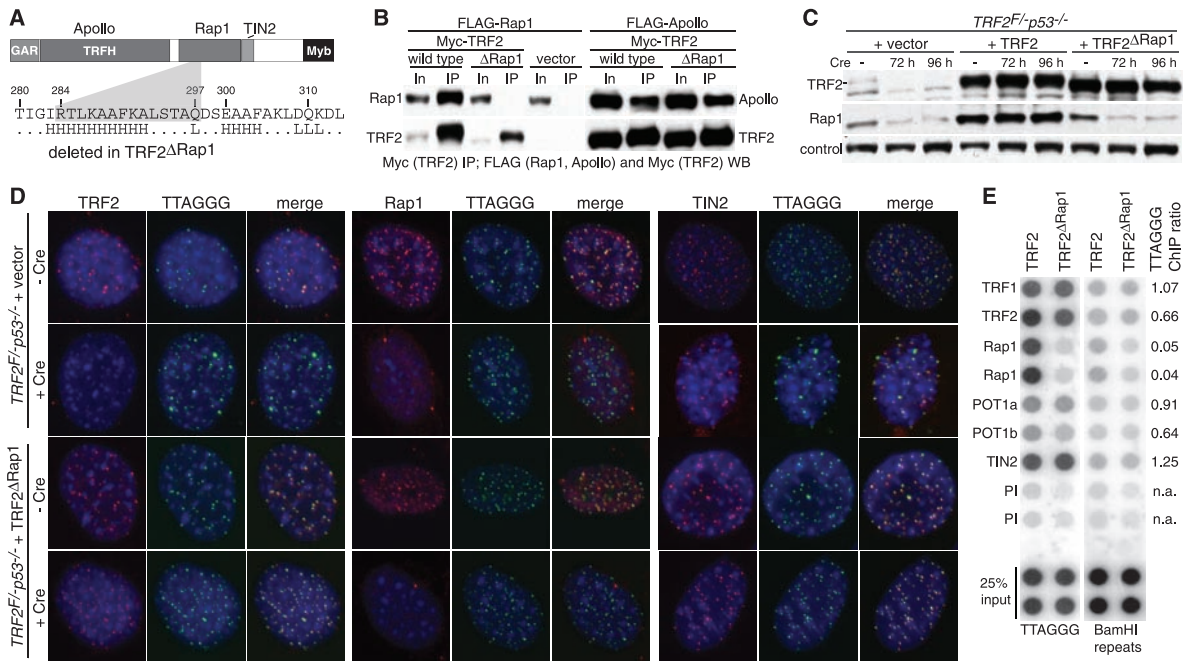 A
Apollo Rap1 TIN2
GAR TRFH Myb
280 284 297 300 310
TIGIRTLKAAFKALSTAQDSEAAFAKLDQKDL
....HHHHHHHHHH.....L..HHHH.....LLL..
deleted in TRF2ΔRap1
B
FLAG-Rap1 FLAG-Apollo
Myc-TRF2 Myc-TRF2
wild type ΔRap1 vector wild type ΔRap1
In IP In IP In IP In IP In IP
Rap1 Apollo
TRF2 TRF2
Myc (TRF2) IP; FLAG (Rap1, Apollo) and Myc (TRF2) WB
C
TRF2F/-p53-/-
+ vector + TRF2 + TRF2ΔRap1
Cre - 72 h 96 h - 72 h 96 h - 72 h 96 h
TRF2-
Rap1
control
D
TRF2 TTAGGG merge Rap1 TTAGGG merge TIN2 TTAGGG merge
TRF2F/-p53-/- + vector
- Cre
+ Cre
TRF2F/-p53-/- + TRF2ΔRap1
- Cre
+ Cre
E
TRF2 TRF2ΔRap1 TRF2 TRF2ΔRap1 TTAGGG ChIP ratio
TRF1 1.07
TRF2 0.66
Rap1 0.05
Rap1 0.04
POT1a 0.91
POT1b 0.64
TIN2 1.25
PI n.a.
PI n.a.
25% input
TTAGGG BamHI repeats